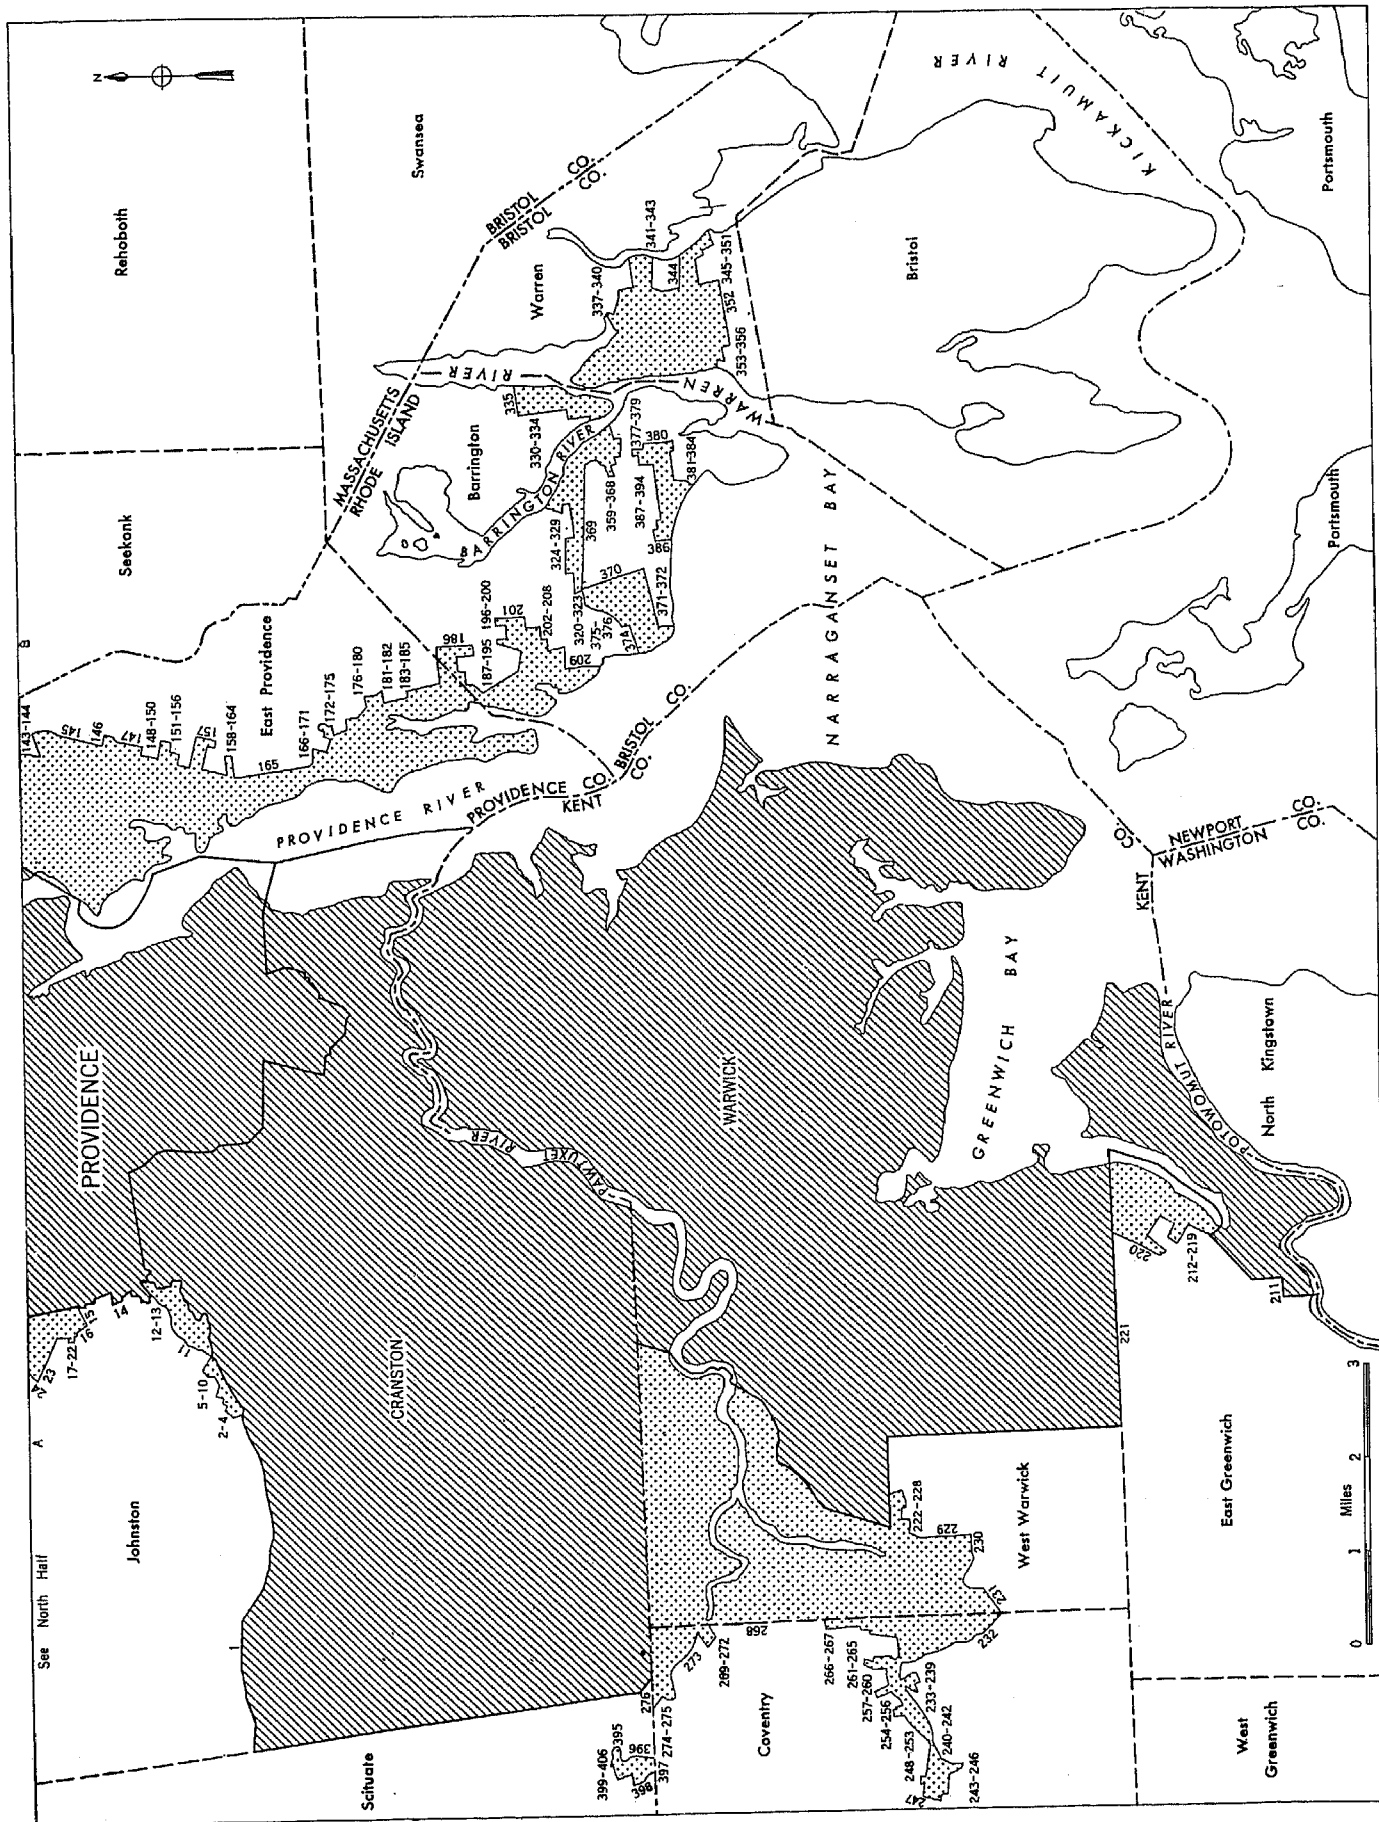 See North Half
A
B
N
PROVIDENCE
Johnston
Scituate
CRANSTON
WARWICK
Coventry
West Warwick
West
Greenwich
East Greenwich
North Kingstown
East Providence
Seekonk
Rehoboth
Swansea
Barrington
Warren
Bristol
Portsmouth
Portsmouth
MASSACHUSETTS
RHODE ISLAND
BRISTOL CO.
BRISTOL CO.
PROVIDENCE CO.
KENT CO.
BRISTOL CO.
KENT CO.
NEWPORT CO.
WASHINGTON CO.
PROVIDENCE RIVER
PAWTUXET RIVER
BARRINGTON RIVER
WARREN RIVER
KICKAMUIT RIVER
NARRAGANSET BAY
GREENWICH BAY
POTOWOMUT RIVER
24
23
17-22
16
15
14
12-13
11
5-10
2-4
143-144
145
146
147
148-150
151-156
157
158-164
165
166-171
172-175
176-180
181-182
183-185
186
187-195
196-200
201
202-208
209
320-323
324-329
330-334
335
337-340
341-343
344
345-351
352
353-356
359-368
369
370
371-372
374
375-
376
377-379
380
381-384
386
387-394
211
212-219
220
221
222-228
229
230
231
232
233-239
240-242
243-246
247
248-253
254-256
257-260
261-265
266-267
268
269-272
273
274-275
276
395
396
397
398
399-406
0 1 2 3
Miles